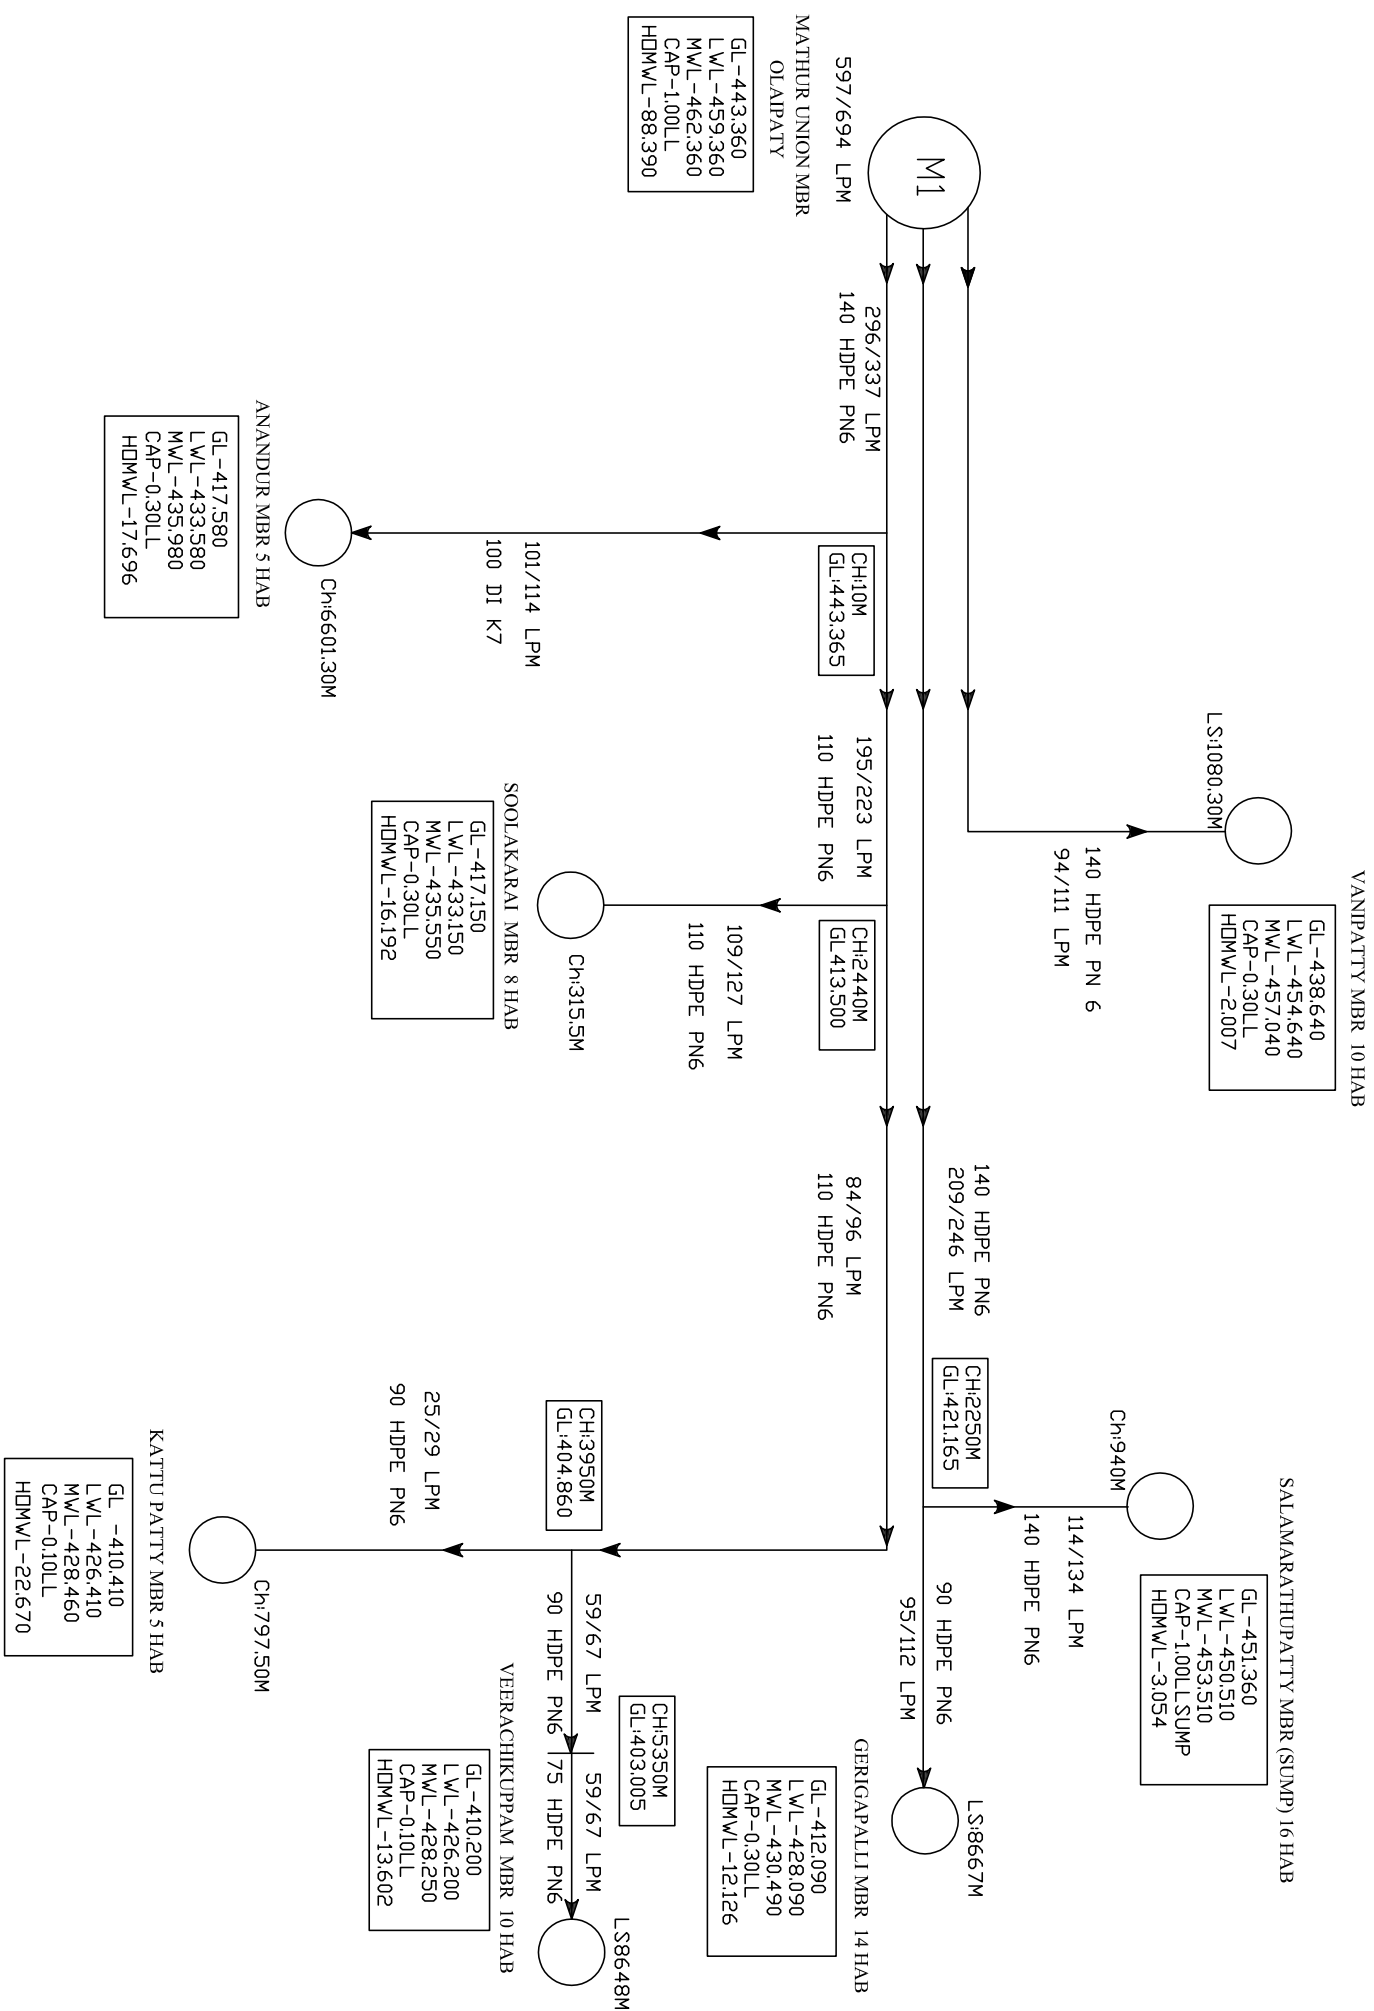 VANIPATTY MBR 10 HAB
GL-438.640
LWL-454.640
MWL-457.040
CAP-0.30LL
HOMWL-2.007
LS:1080.30M
140 HDPE PN 6
94/111 LPM
SALAMARATHUPATTY MBR (SUMP) 16 HAB
GL-451.360
LWL-450.510
MWL-453.510
CAP-1.00LLSUMP
HOMWL-3.054
Ch:940M
114/134 LPM
140 HDPE PN6
M1
597/694 LPM
MATHUR UNION MBR
OLAIPATY
GL-443.360
LWL-459.360
MWL-462.360
CAP-1.00LL
HOMWL-88.390
140 HDPE PN6
209/246 LPM
CH:2250M
GL:421.165
90 HDPE PN6
95/112 LPM
LS:8667M
GERIGAPALLI MBR 14 HAB
GL-412.090
LWL-428.090
MWL-430.490
CAP-0.30LL
HOMWL-12.126
296/337 LPM
140 HDPE PN6
CH:10M
GL:443.365
195/223 LPM
110 HDPE PN6
CH:2440M
GL413.500
84/96 LPM
110 HDPE PN6
101/114 LPM
100 DI K7
Ch:6601.30M
ANANDUR MBR 5 HAB
GL-417.580
LWL-433.580
MWL-435.980
CAP-0.30LL
HOMWL-17.696
109/127 LPM
110 HDPE PN6
Ch:315.5M
SOOLAKARAI MBR 8 HAB
GL-417.150
LWL-433.150
MWL-435.550
CAP-0.30LL
HOMWL-16.192
CH:3950M
GL:404.860
59/67 LPM
90 HDPE PN6
CH:5350M
GL:403.005
59/67 LPM
75 HDPE PN6
LS8648M
VEERACHIKUPPAM MBR 10 HAB
GL-410.200
LWL-426.200
MWL-428.250
CAP-0.10LL
HOMWL-13.602
25/29 LPM
90 HDPE PN6
Ch:797.50M
KATTU PATTY MBR 5 HAB
GL -410.410
LWL-426.410
MWL-428.460
CAP-0.10LL
HOMWL-22.670